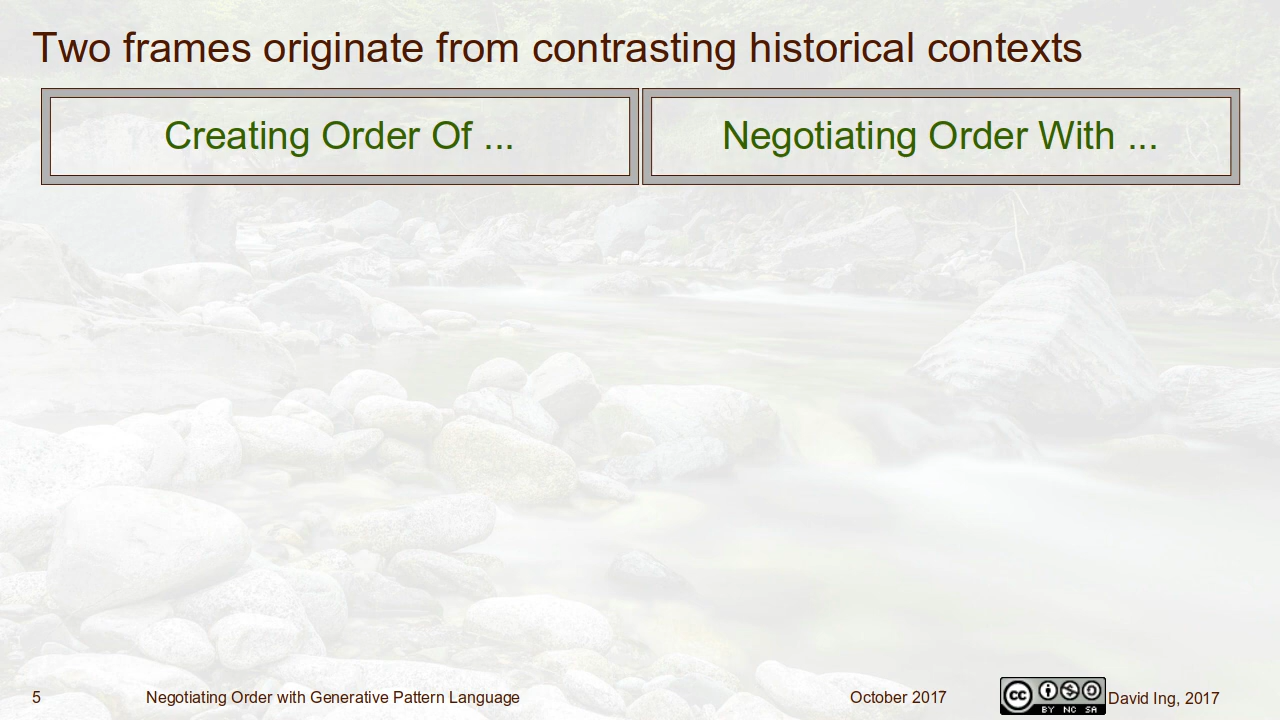 Two frames originate from contrasting historical contexts
Creating Order Of ...
Negotiating Order With ...
5
Negotiating Order with Generative Pattern Language
October 2017
cc
BY NC SA
David Ing, 2017